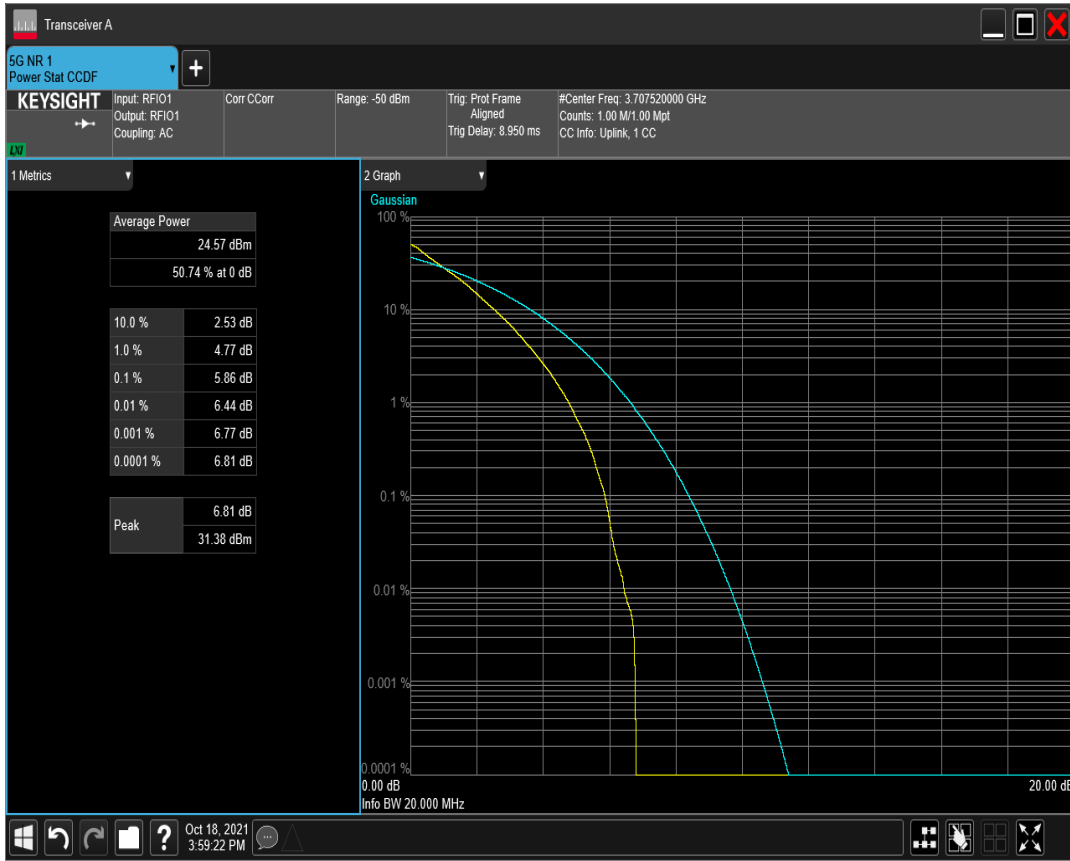 Transceiver A
5G NR 1
Power Stat CCDF
KEYSIGHT
LXI
Input: RFIO1
Output: RFIO1
Coupling: AC
Corr CCorr
Range: -50 dBm
Trig: Prot Frame
Aligned
Trig Delay: 8.950 ms
#Center Freq: 3.707520000 GHz
Counts: 1.00 M/1.00 Mpt
CC Info: Uplink, 1 CC
1 Metrics
Average Power
24.57 dBm
50.74 % at 0 dB
10.0 % 2.53 dB
1.0 % 4.77 dB
0.1 % 5.86 dB
0.01 % 6.44 dB
0.001 % 6.77 dB
0.0001 % 6.81 dB
Peak 6.81 dB
31.38 dBm
2 Graph
Gaussian
100 %
10 %
1 %
0.1 %
0.01 %
0.001 %
0.0001 %
0.00 dB 20.00 dB
Info BW 20.000 MHz
Oct 18, 2021
3:59:22 PM